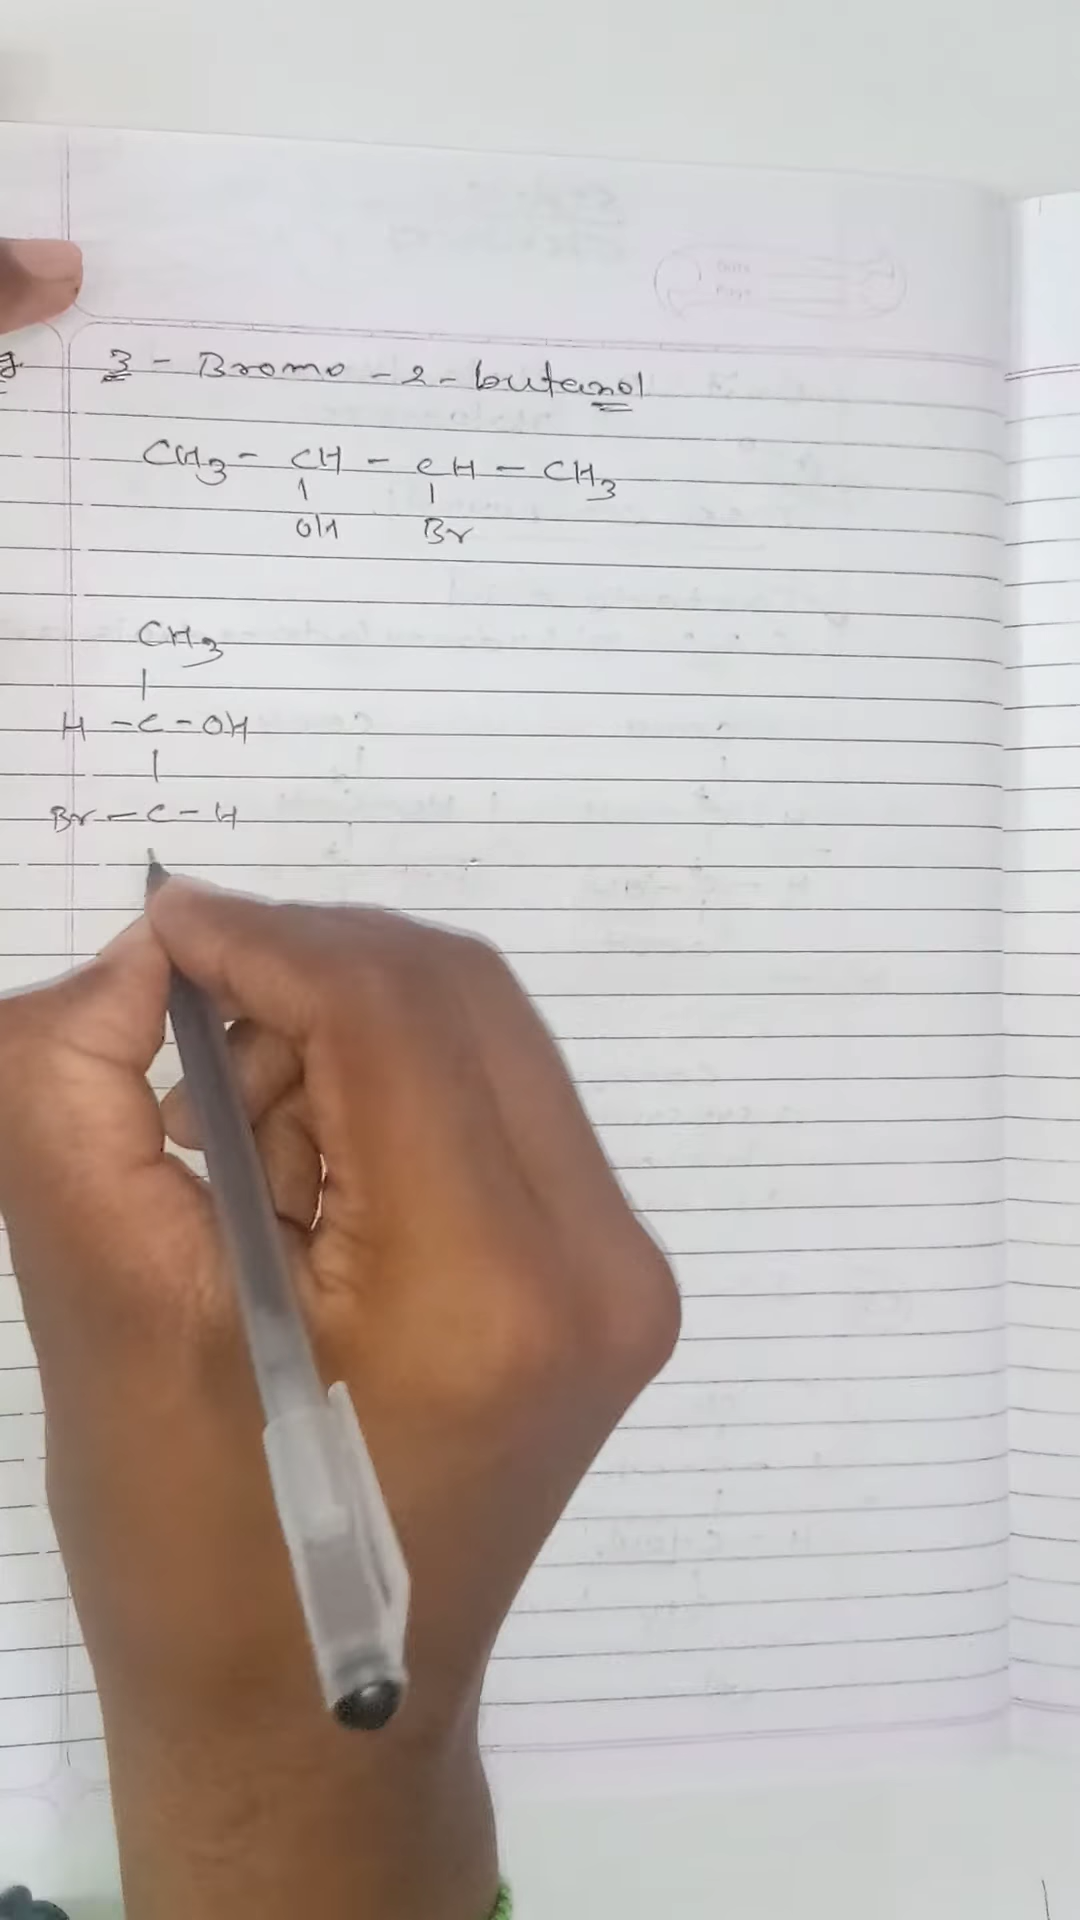 3 - Bromo - 2 - butanol
CH3 - CH - CH - CH3
OH Br
CH3
H - C - OH
Br - C - H